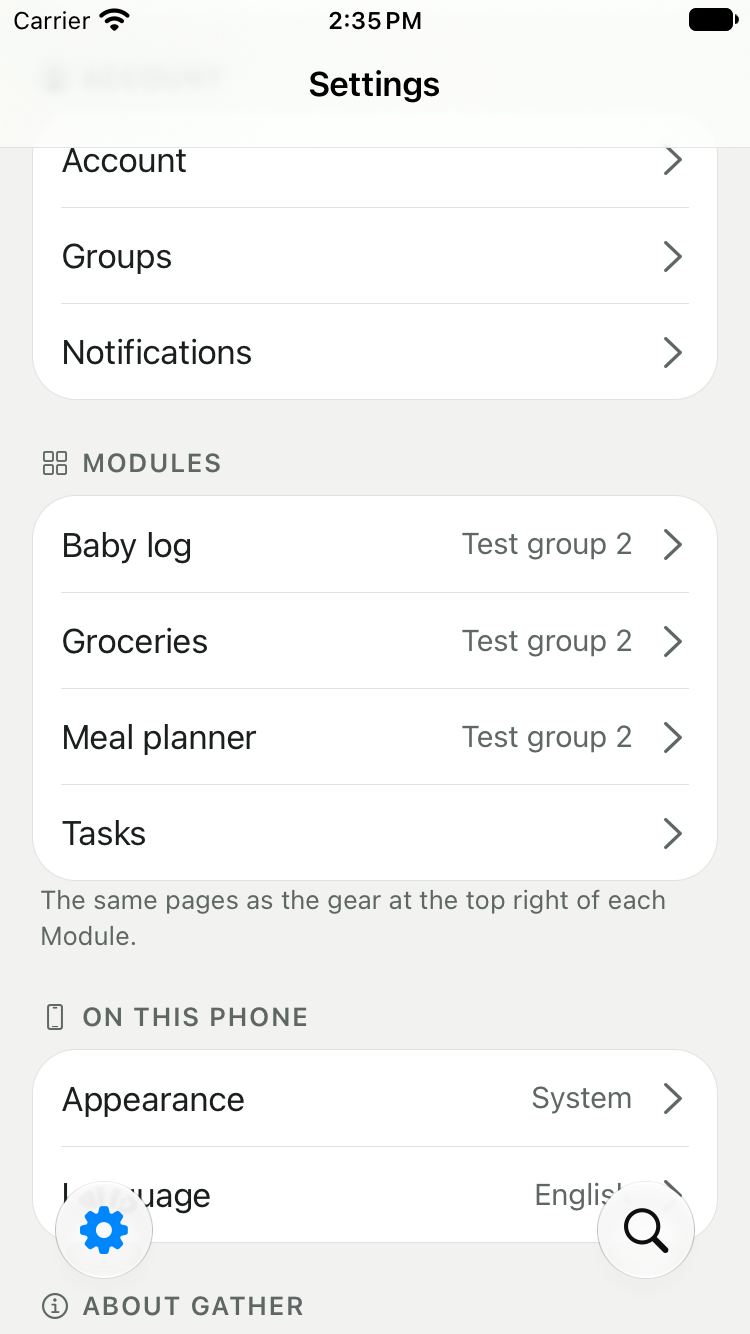 Carrier 2:35 PM
Settings
Account
Groups
Notifications
MODULES
Baby log Test group 2
Groceries Test group 2
Meal planner Test group 2
Tasks
The same pages as the gear at the top right of each
Module.
ON THIS PHONE
Appearance System
ABOUT GATHER